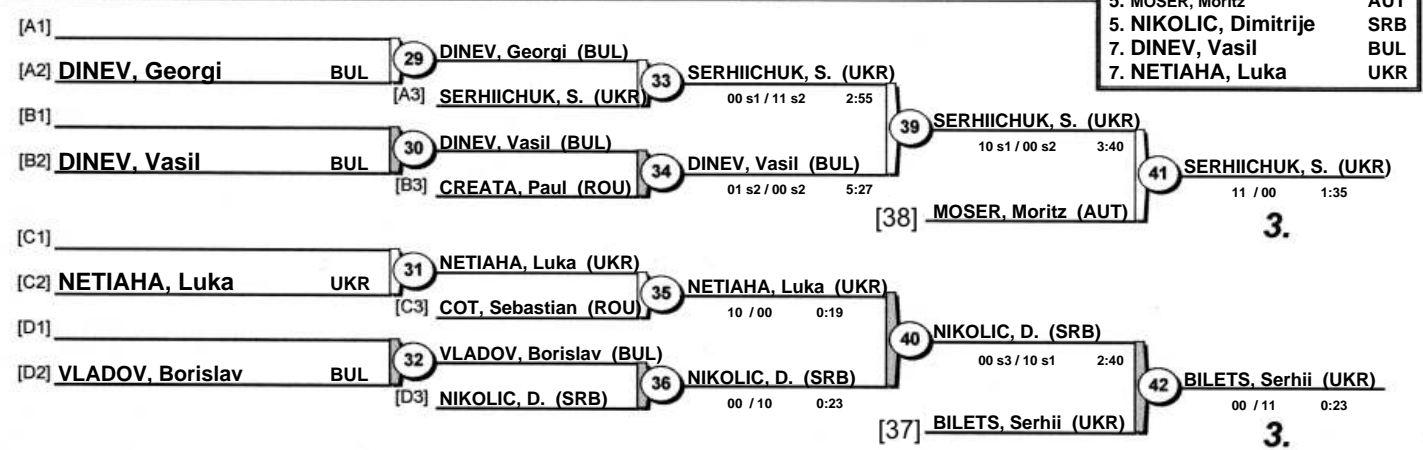 5. MOSER, Moritz AUT
5. NIKOLIC, Dimitrije SRB
7. DINEV, Vasil BUL
7. NETIAHA, Luka UKR
[A1]
[A2] DINEV, Georgi BUL
29
DINEV, Georgi (BUL)
[A3] SERHIICHUK, S. (UKR)
33
SERHIICHUK, S. (UKR)
00 s1 / 11 s2 2:55
[B1]
[B2] DINEV, Vasil BUL
30
DINEV, Vasil (BUL)
[B3] CREATA, Paul (ROU)
34
DINEV, Vasil (BUL)
01 s2 / 00 s2 5:27
39
SERHIICHUK, S. (UKR)
10 s1 / 00 s2 3:40
[38] MOSER, Moritz (AUT)
41
SERHIICHUK, S. (UKR)
11 / 00 1:35
3.
[C1]
[C2] NETIAHA, Luka UKR
31
NETIAHA, Luka (UKR)
[C3] COT, Sebastian (ROU)
35
NETIAHA, Luka (UKR)
10 / 00 0:19
[D1]
[D2] VLADOV, Borislav BUL
32
VLADOV, Borislav (BUL)
[D3] NIKOLIC, D. (SRB)
36
NIKOLIC, D. (SRB)
00 / 10 0:23
40
NIKOLIC, D. (SRB)
00 s3 / 10 s1 2:40
[37] BILETS, Serhii (UKR)
42
BILETS, Serhii (UKR)
00 / 11 0:23
3.